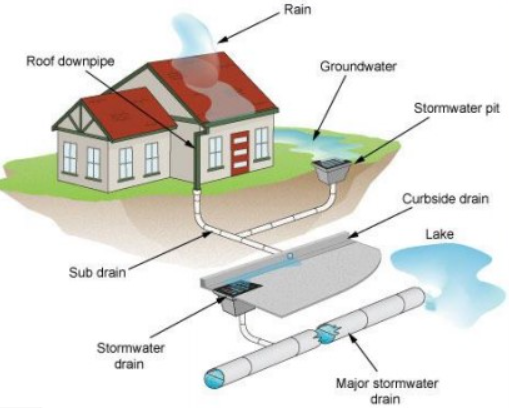 Rain
Roof downpipe
Groundwater
Stormwater pit
Curbside drain
Lake
Sub drain
Stormwater
drain
Major stormwater
drain